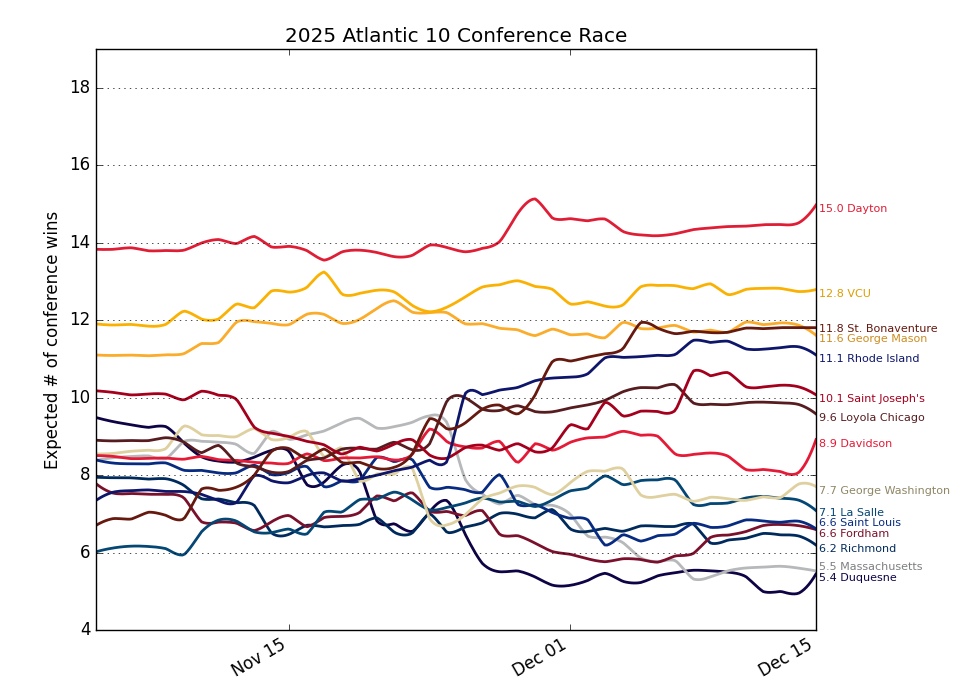 2025 Atlantic 10 Conference Race
Expected # of conference wins
18
16
14
12
10
8
6
4
Nov 15
Dec 01
Dec 15
15.0 Dayton
12.8 VCU
11.8 St. Bonaventure
11.6 George Mason
11.1 Rhode Island
10.1 Saint Joseph's
9.6 Loyola Chicago
8.9 Davidson
7.7 George Washington
7.1 La Salle
6.6 Saint Louis
6.6 Fordham
6.2 Richmond
5.5 Massachusetts
5.4 Duquesne